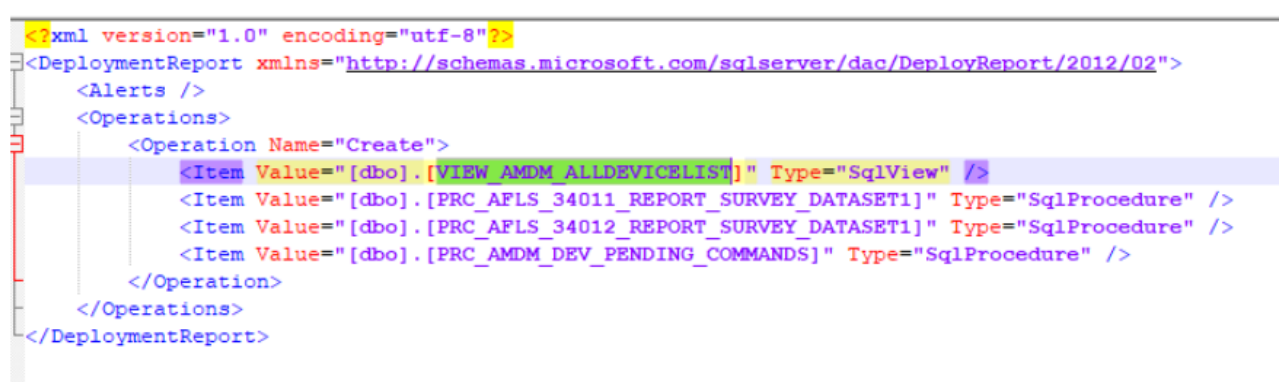 <?xml version="1.0" encoding="utf-8"?>
<DeploymentReport xmlns="http://schemas.microsoft.com/sqlserver/dac/DeployReport/2012/02">
<Alerts />
<Operations>
<Operation Name="Create">
<Item Value="[dbo].[VIEW_AMDM_ALLDEVICELIST]" Type="SqlView" />
<Item Value="[dbo].[PRC_AFLS_34011_REPORT_SURVEY_DATASET1]" Type="SqlProcedure" />
<Item Value="[dbo].[PRC_AFLS_34012_REPORT_SURVEY_DATASET1]" Type="SqlProcedure" />
<Item Value="[dbo].[PRC_AMDM_DEV_PENDING_COMMANDS]" Type="SqlProcedure" />
</Operation>
</Operations>
</DeploymentReport>